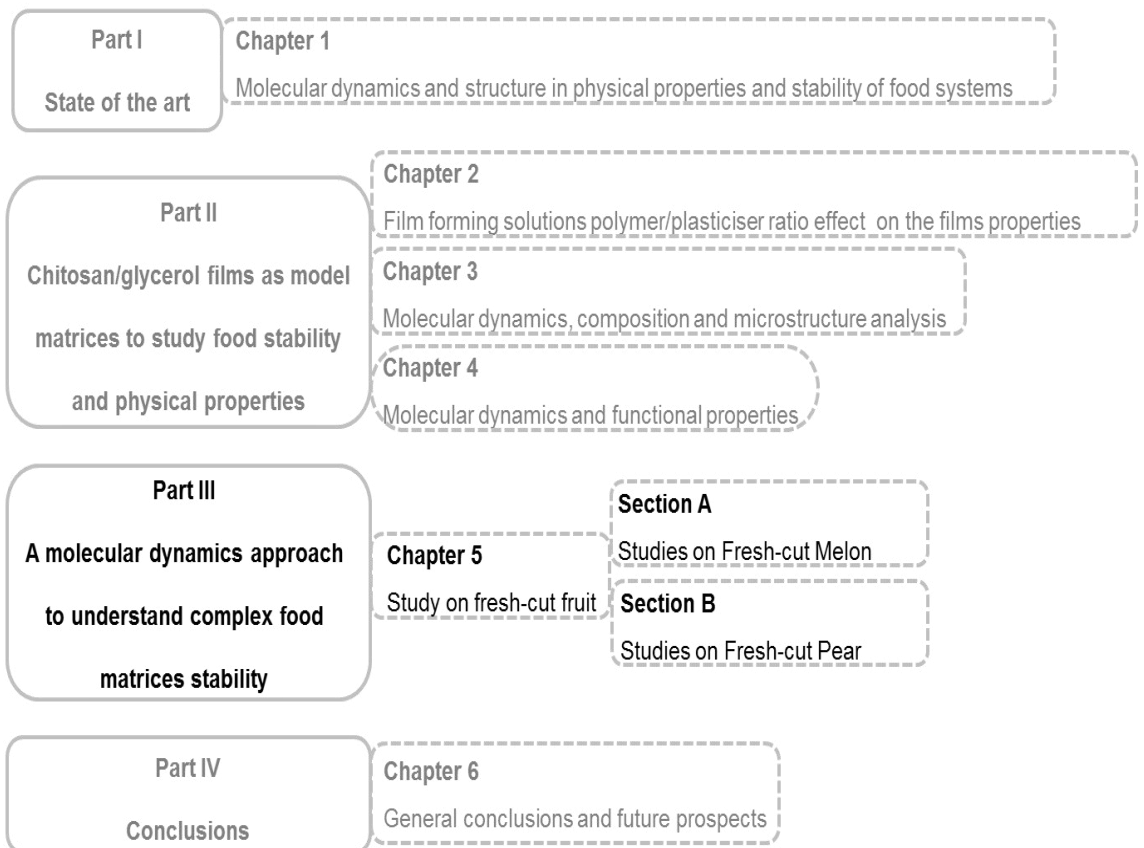 Part I
State of the art
Chapter 1
Molecular dynamics and structure in physical properties and stability of food systems
Part II
Chitosan/glycerol films as model
matrices to study food stability
and physical properties
Chapter 2
Film forming solutions polymer/plasticiser ratio effect on the films properties
Chapter 3
Molecular dynamics, composition and microstructure analysis
Chapter 4
Molecular dynamics and functional properties
Part III
A molecular dynamics approach
to understand complex food
matrices stability
Chapter 5
Study on fresh-cut fruit
Section A
Studies on Fresh-cut Melon
Section B
Studies on Fresh-cut Pear
Part IV
Conclusions
Chapter 6
General conclusions and future prospects